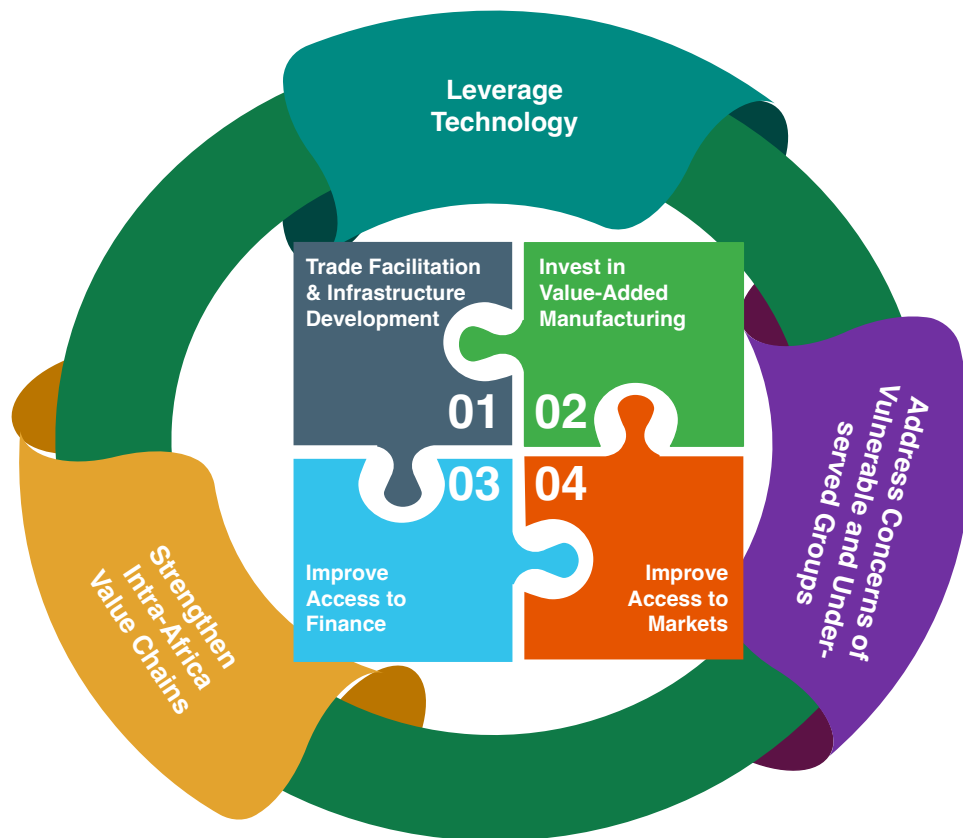 Leverage
Technology
Trade Facilitation
& Infrastructure
Development
01
Invest in
Value-Added
Manufacturing
02
03
Improve
Access to
Finance
04
Improve
Access to
Markets
Address Concerns of
Vulnerable and Under-
served Groups
Strengthen
Intra-Africa
Value Chains